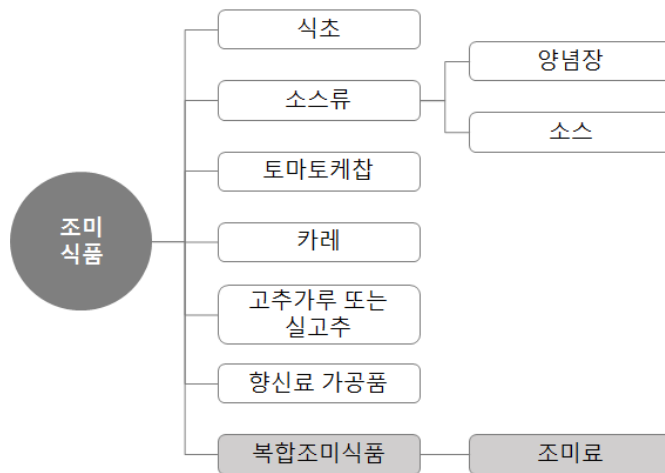 조미
식품
식초
소스류
양념장
소스
토마토케찹
카레
고추가루 또는
실고추
향신료 가공품
복합조미식품
조미료